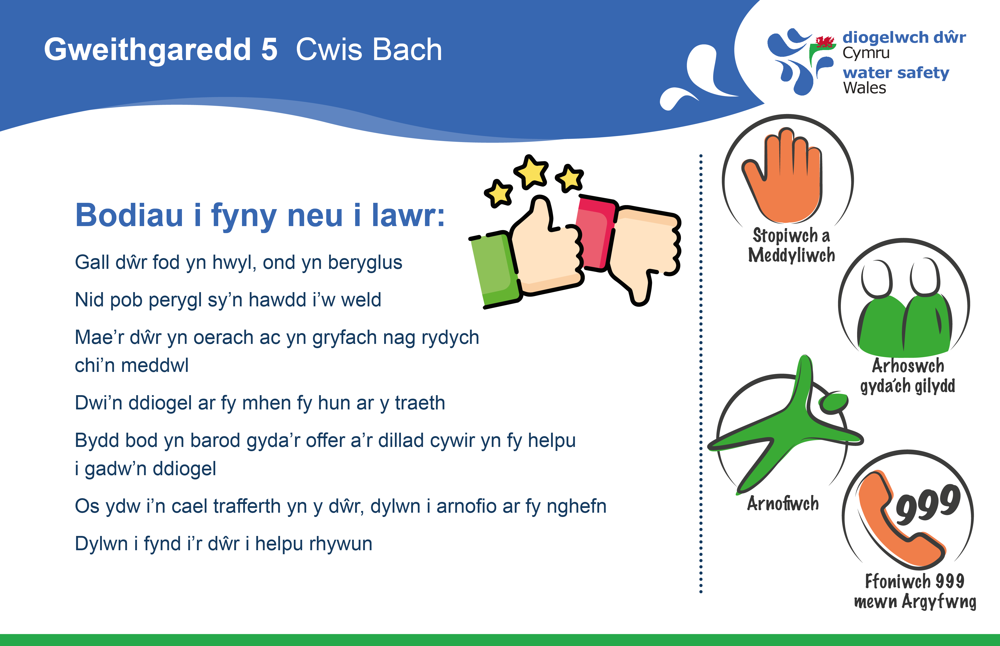 Gweithgaredd 5 Cwis Bach
diogelwch dŵr
Cymru
water safety
Wales
Bodiau i fyny neu i lawr:
Gall dŵr fod yn hwyl, ond yn beryglus
Nid pob perygl sy’n hawdd i’w weld
Mae’r dŵr yn oerach ac yn gryfach nag rydych
chi’n meddwl
Dwi’n ddiogel ar fy mhen fy hun ar y traeth
Bydd bod yn barod gyda’r offer a’r dillad cywir yn fy helpu
i gadw’n ddiogel
Os ydw i’n cael trafferth yn y dŵr, dylwn i arnofio ar fy nghefn
Dylwn i fynd i’r dŵr i helpu rhywun
Stopiwch a
Meddyliwch
Arhoswch
gyda'ch gilydd
Arnofiwch
999
Ffoniwch 999
mewn Argyfwng